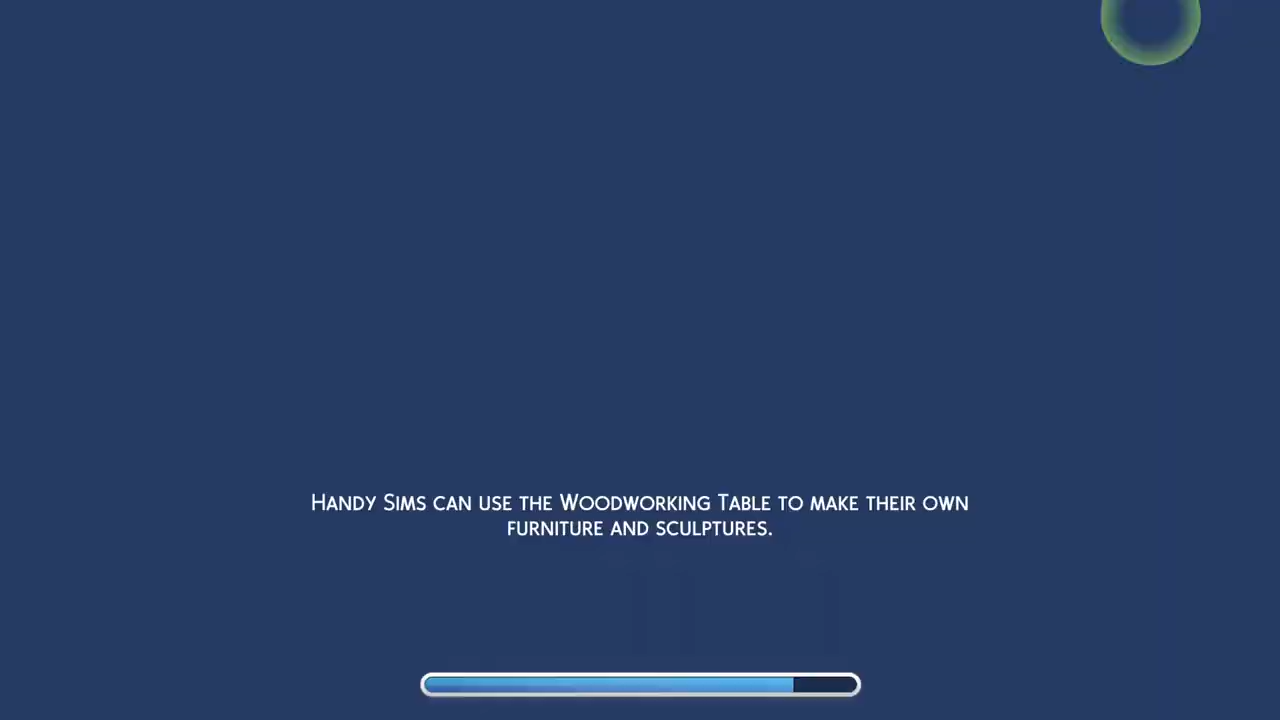 Handy Sims can use the Woodworking Table to make their own
furniture and sculptures.